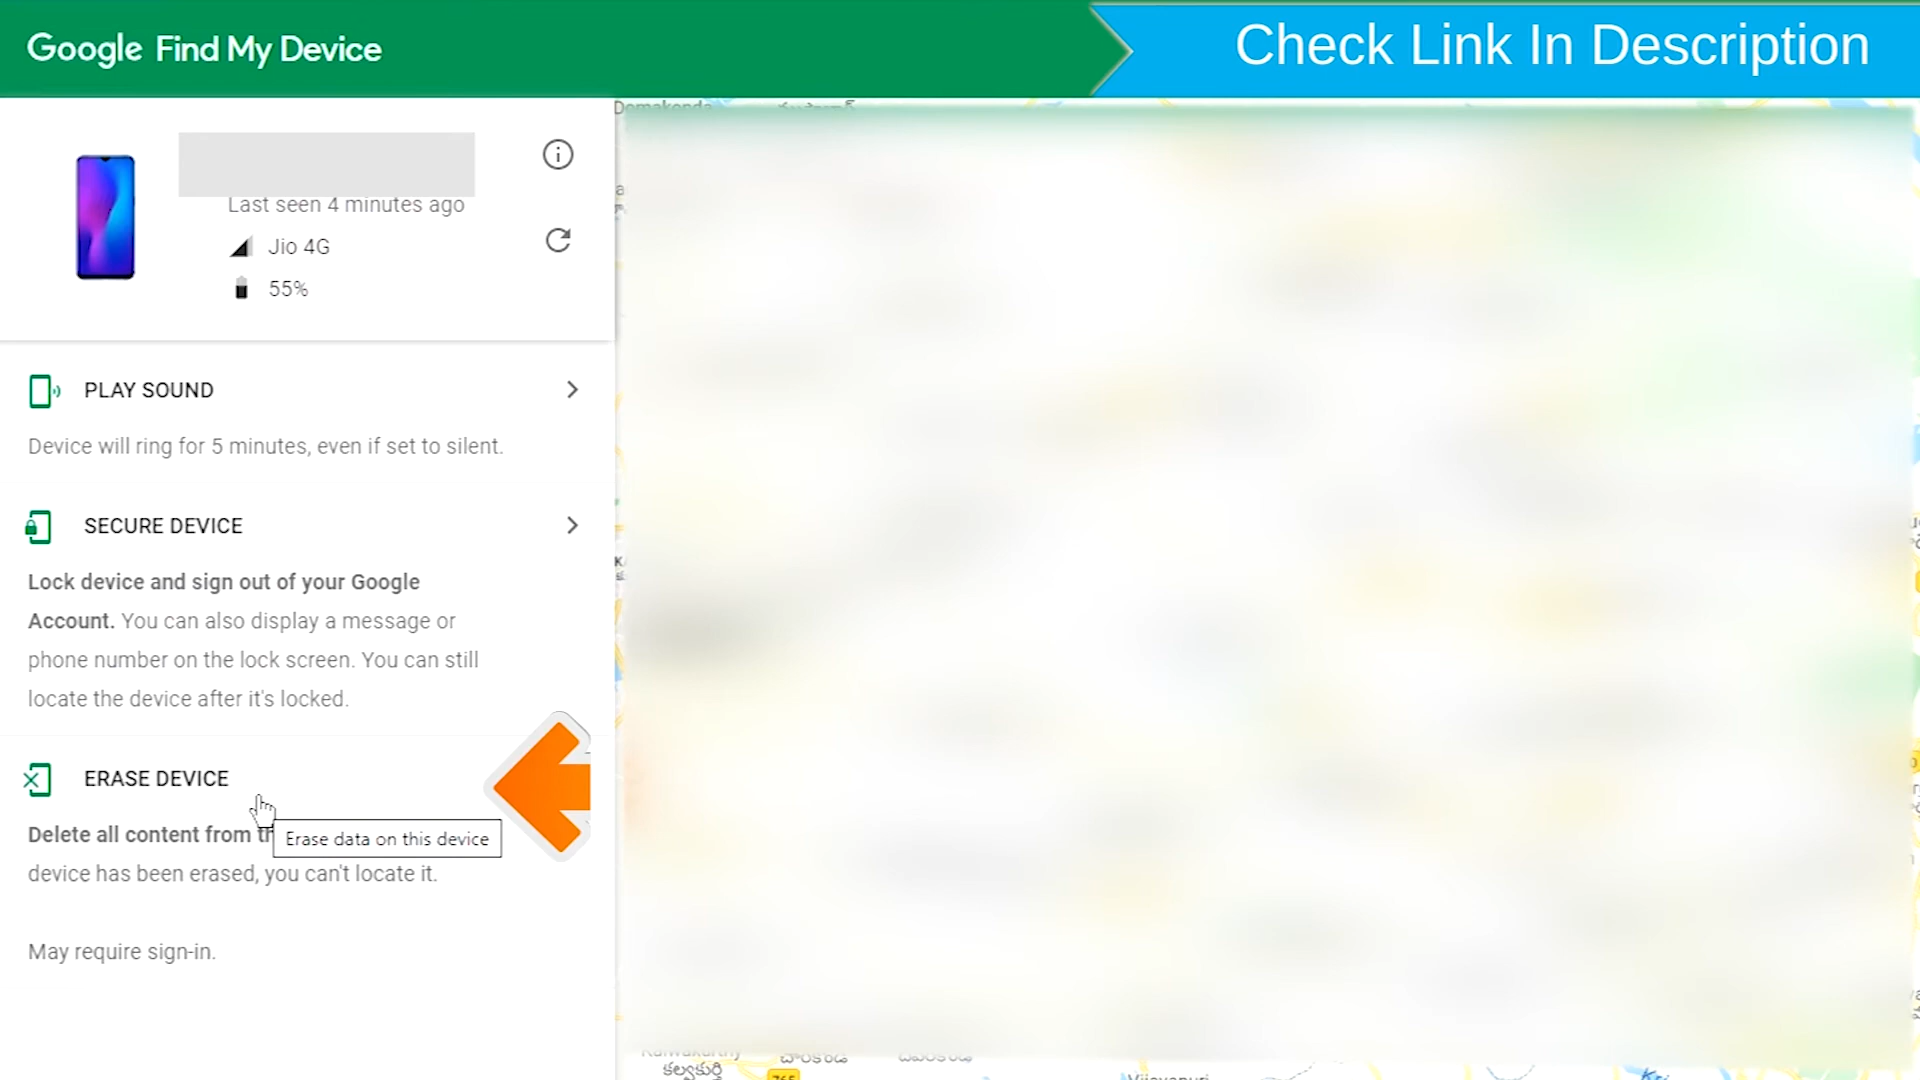 Google Find My Device
Check Link In Description
Last seen 4 minutes ago
Jio 4G
55%
PLAY SOUND
Device will ring for 5 minutes, even if set to silent.
SECURE DEVICE
Lock device and sign out of your Google
Account. You can also display a message or
phone number on the lock screen. You can still
locate the device after it's locked.
ERASE DEVICE
Delete all content from
Erase data on this device
device has been erased, you can't locate it.
May require sign-in.
కల్వకుర్తి